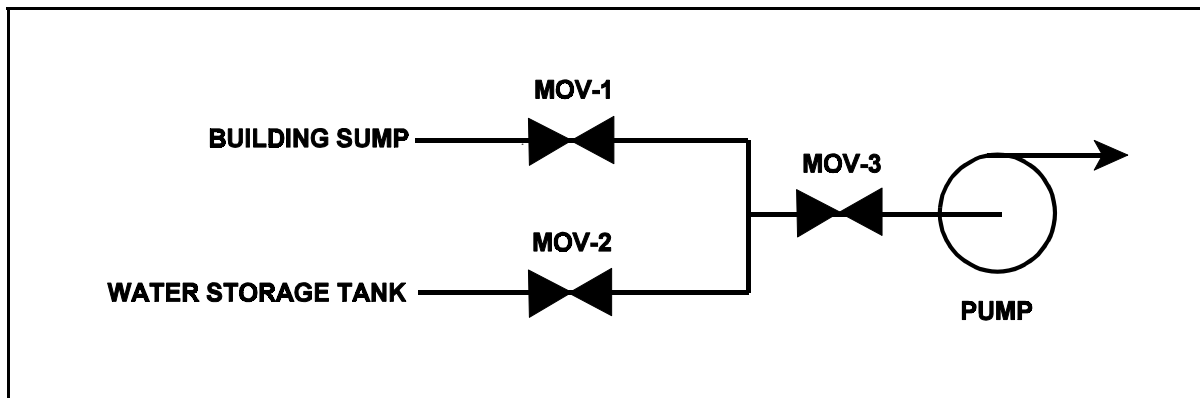 MOV-1
BUILDING SUMP
MOV-3
MOV-2
WATER STORAGE TANK
PUMP